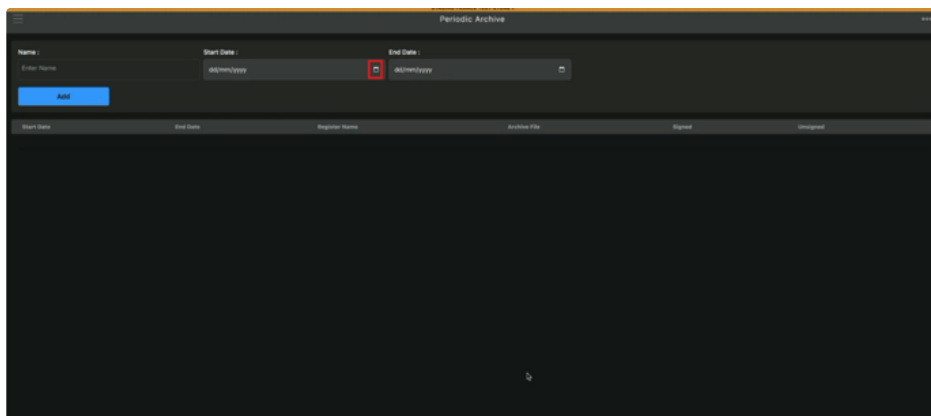 Periodic Archive
Name :
Start Date :
End Date :
Enter Name
dd/mm/yyyy
dd/mm/yyyy
Add
Start Date End Date Register Name Archive File Signed Unsigned